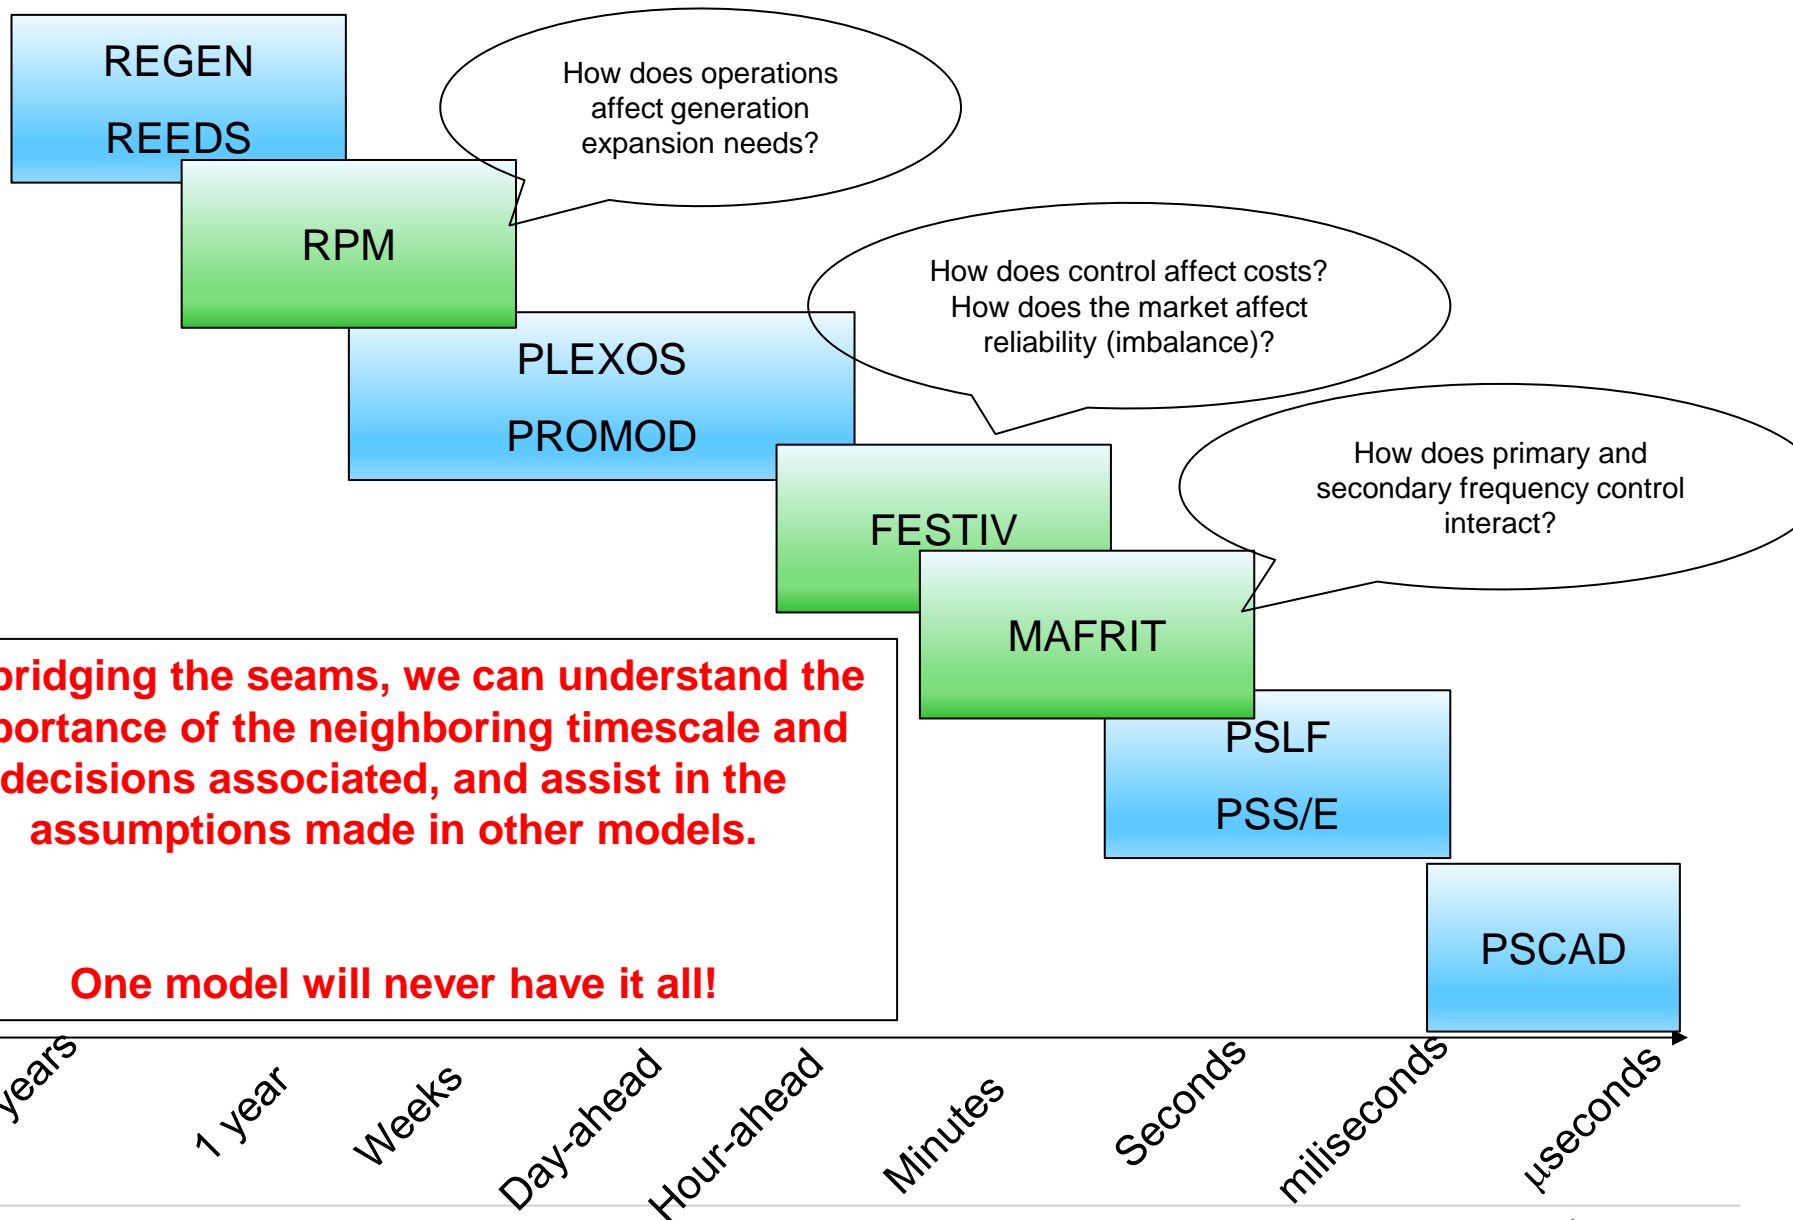 REGEN
REEDS
How does operations
affect generation
expansion needs?
RPM
How does control affect costs?
How does the market affect
reliability (imbalance)?
PLEXOS
PROMOD
How does primary and
secondary frequency control
interact?
FESTIV
MAFRIT
bridging the seams, we can understand the
portance of the neighboring timescale and
decisions associated, and assist in the
assumptions made in other models.
One model will never have it all!
PSLF
PSS/E
PSCAD
years
1 year
Weeks
Day-ahead
Hour-ahead
Minutes
Seconds
milliseconds
µseconds